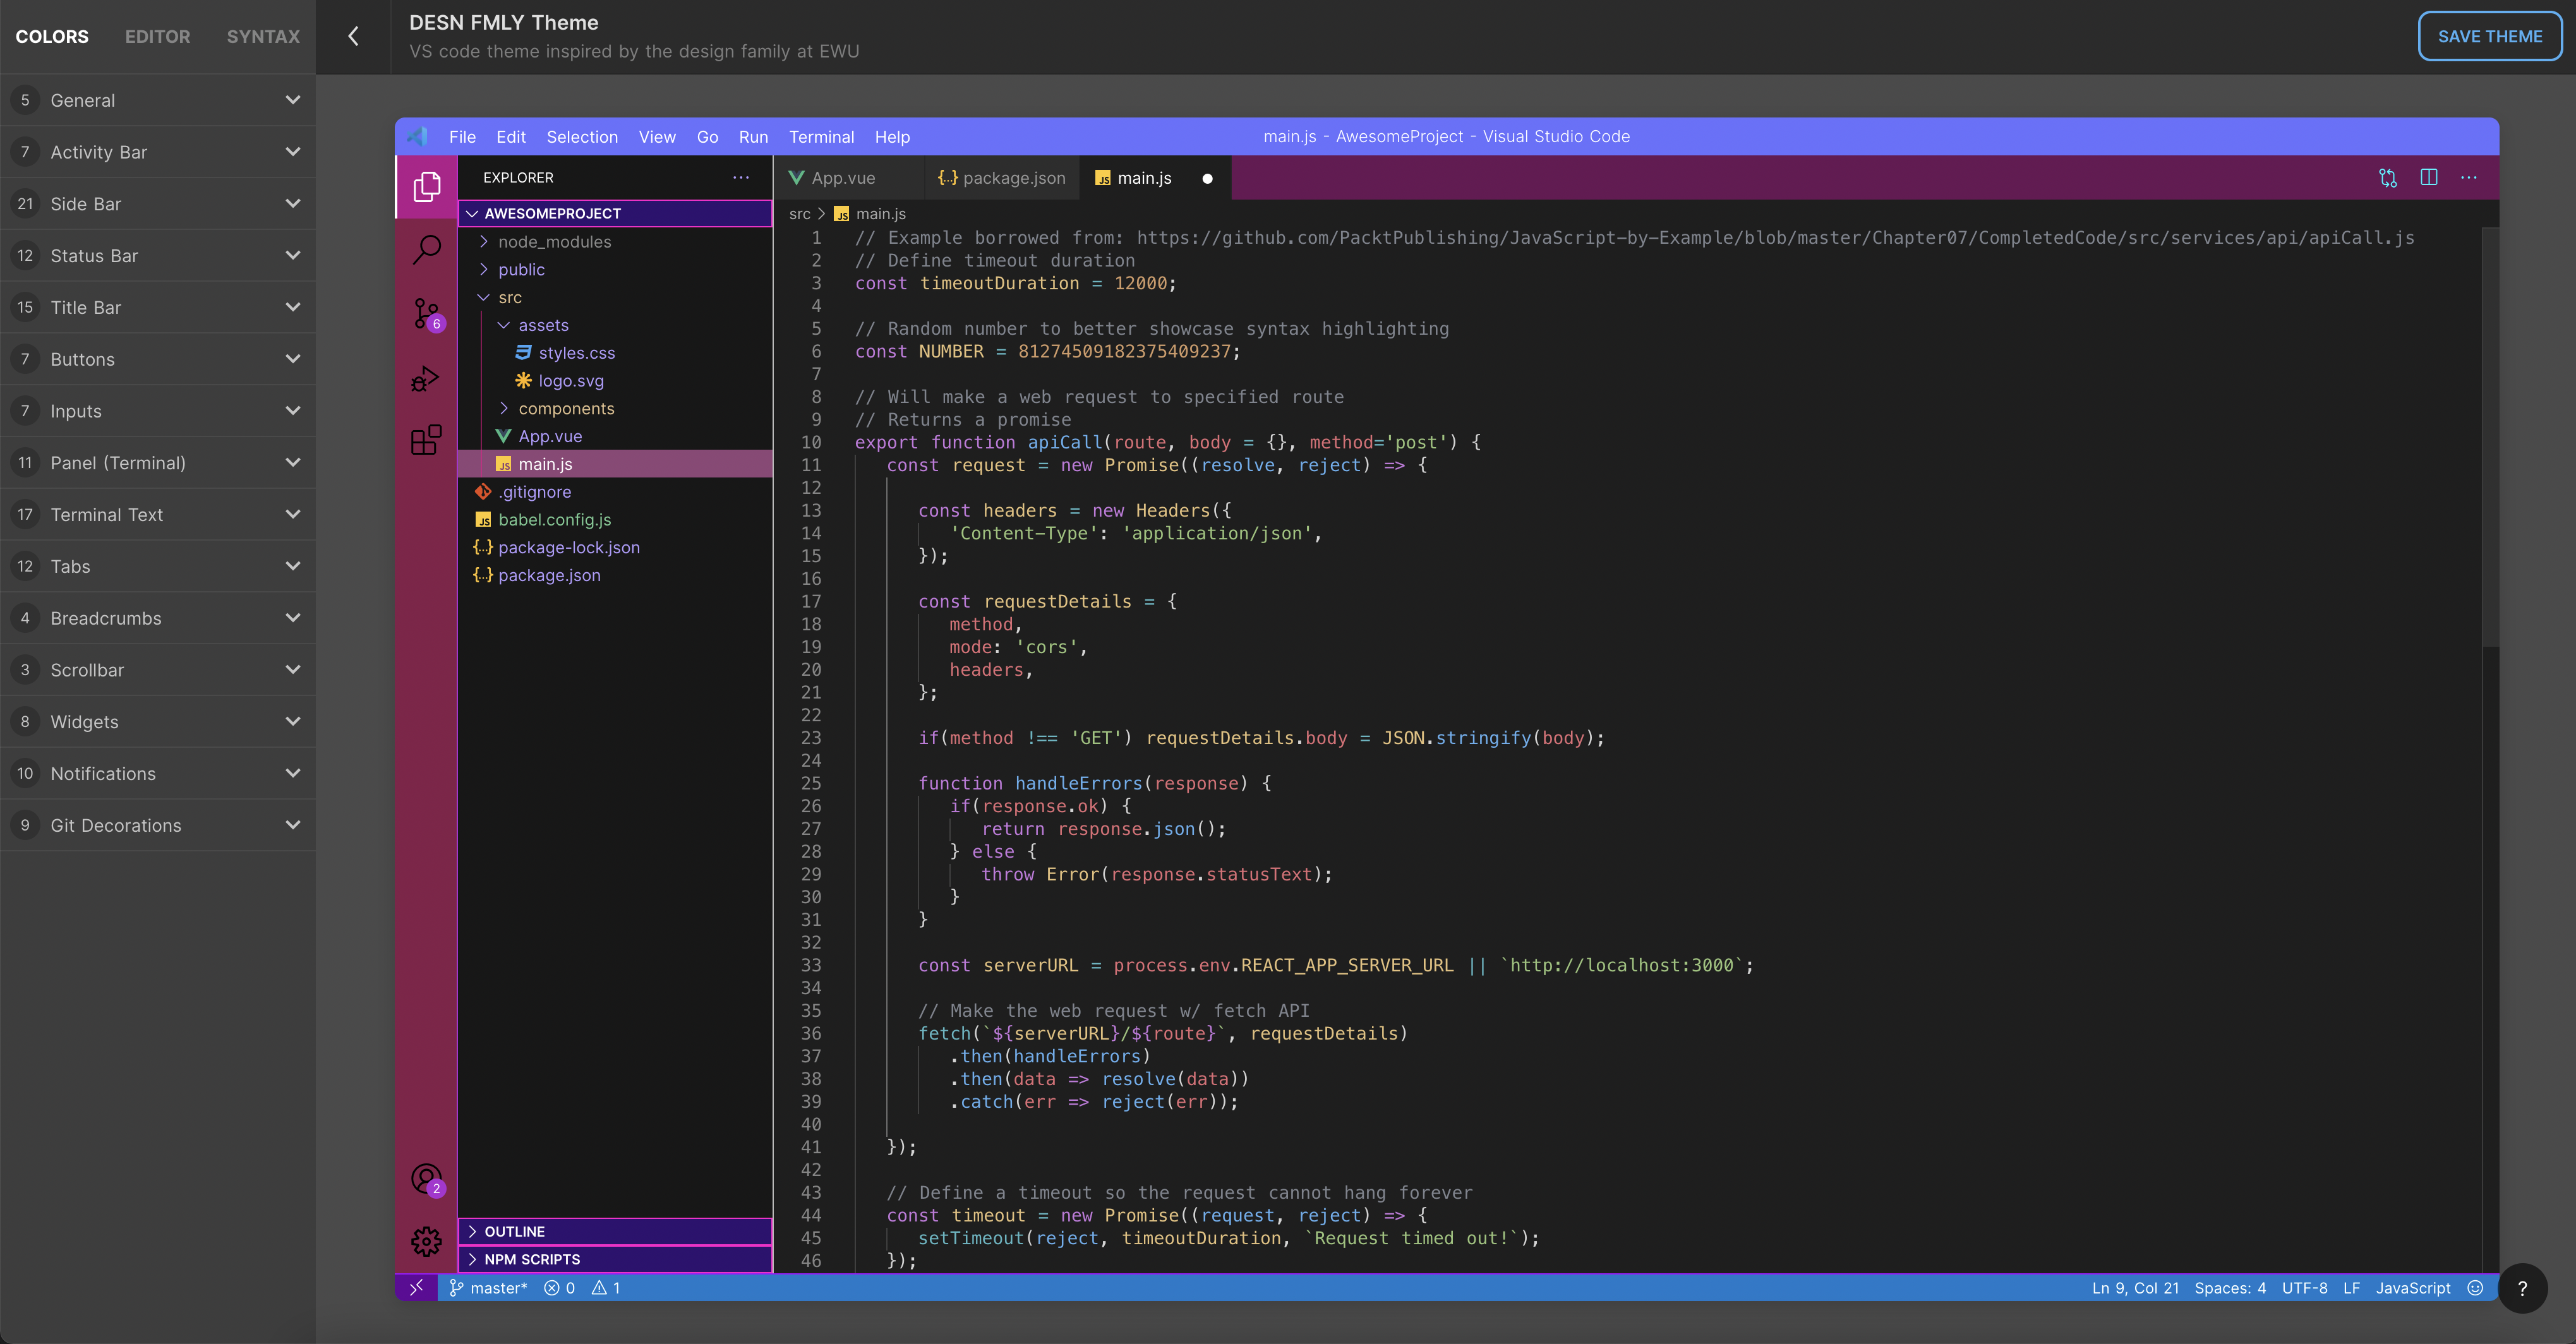 COLORS EDITOR SYNTAX
5 General
7 Activity Bar
21 Side Bar
12 Status Bar
15 Title Bar
7 Buttons
7 Inputs
11 Panel (Terminal)
17 Terminal Text
12 Tabs
4 Breadcrumbs
3 Scrollbar
8 Widgets
10 Notifications
9 Git Decorations
DESN FMLY Theme
VS code theme inspired by the design family at EWU
SAVE THEME
File Edit Selection View Go Run Terminal Help
main.js - AwesomeProject - Visual Studio Code
6
2
EXPLORER ...
AWESOMEPROJECT
node_modules
public
src
assets
styles.css
logo.svg
components
App.vue
JS main.js
.gitignore
JS babel.config.js
{..} package-lock.json
{..} package.json
OUTLINE
NPM SCRIPTS
App.vue {..} package.json JS main.js ...
src > JS main.js
1 // Example borrowed from: https://github.com/PacktPublishing/JavaScript-by-Example/blob/master/Chapter07/CompletedCode/src/services/api/apiCall.js
2 // Define timeout duration
3 const timeoutDuration = 12000;
4
5 // Random number to better showcase syntax highlighting
6 const NUMBER = 81274509182375409237;
7
8 // Will make a web request to specified route
9 // Returns a promise
10 export function apiCall(route, body = {}, method='post') {
11 const request = new Promise((resolve, reject) => {
12
13 const headers = new Headers({
14 'Content-Type': 'application/json',
15 });
16
17 const requestDetails = {
18 method,
19 mode: 'cors',
20 headers,
21 };
22
23 if(method !== 'GET') requestDetails.body = JSON.stringify(body);
24
25 function handleErrors(response) {
26 if(response.ok) {
27 return response.json();
28 } else {
29 throw Error(response.statusText);
30 }
31 }
32
33 const serverURL = process.env.REACT_APP_SERVER_URL || `http://localhost:3000`;
34
35 // Make the web request w/ fetch API
36 fetch(`${serverURL}/${route}`, requestDetails)
37 .then(handleErrors)
38 .then(data => resolve(data))
39 .catch(err => reject(err));
40
41 });
42
43 // Define a timeout so the request cannot hang forever
44 const timeout = new Promise((request, reject) => {
45 setTimeout(reject, timeoutDuration, `Request timed out!`);
46 });
master* 0 1
Ln 9, Col 21 Spaces: 4 UTF-8 LF JavaScript
?